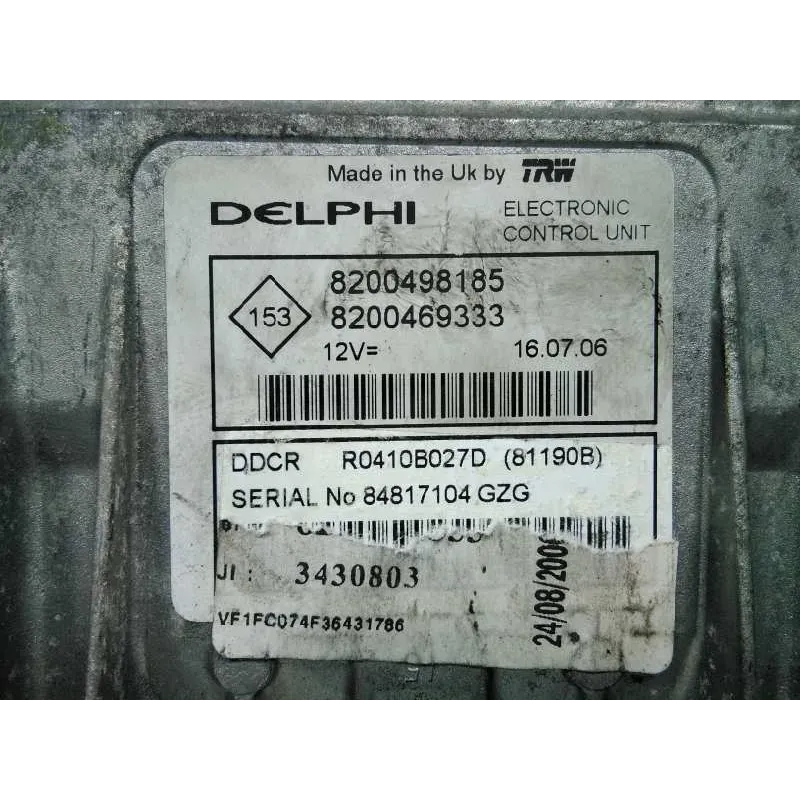 Made in the Uk by TRW
DELPHI
ELECTRONIC
CONTROL UNIT
153
8200498185
8200469333
12V=
16.07.06
DDCR R0410B027D (81190B)
SERIAL No 84817104 GZG
JI : 3430803
VF1FC074F36431786